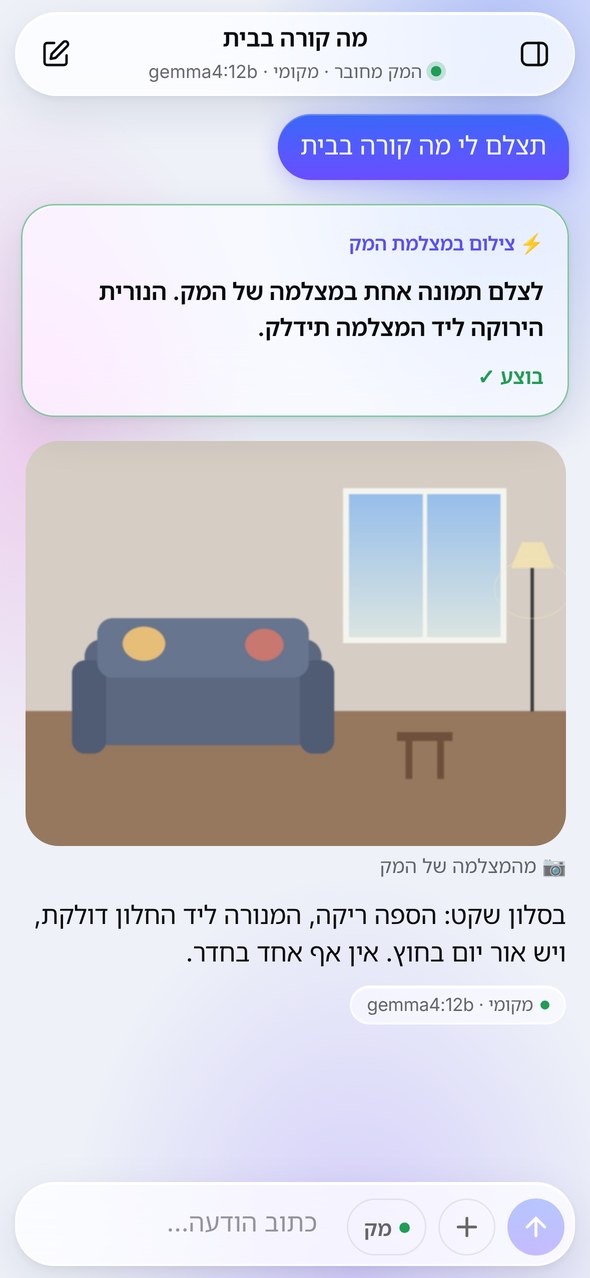 מה קורה בבית
המק מחובר · מקומי · gemma4:12b
תצלם לי מה קורה בבית
⚡ צילום במצלמת המק
לצלם תמונה אחת במצלמה של המק. הנורית
הירוקה ליד המצלמה תידלק.
בוצע ✓
📷 מהמצלמה של המק
בסלון שקט: הספה ריקה, המנורה ליד החלון דולקת,
ויש אור יום בחוץ. אין אף אחד בחדר.
מקומי · gemma4:12b
מק
כתוב הודעה...